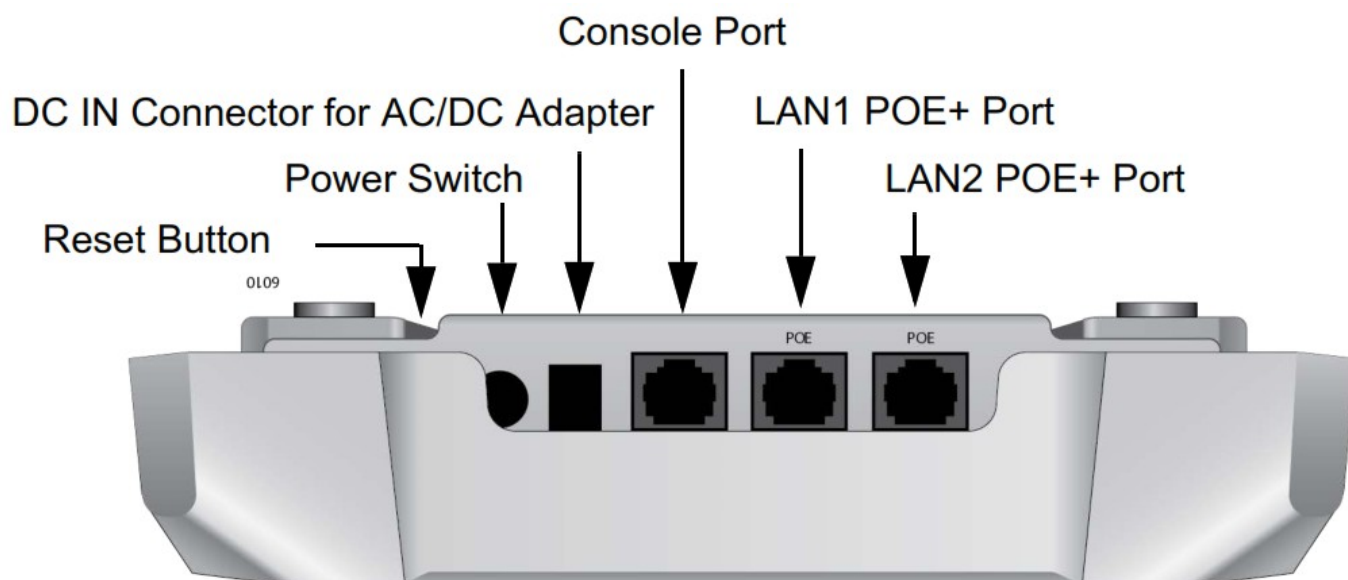 Console Port
DC IN Connector for AC/DC Adapter
LAN1 POE+ Port
Power Switch
LAN2 POE+ Port
Reset Button
0109
POE
POE